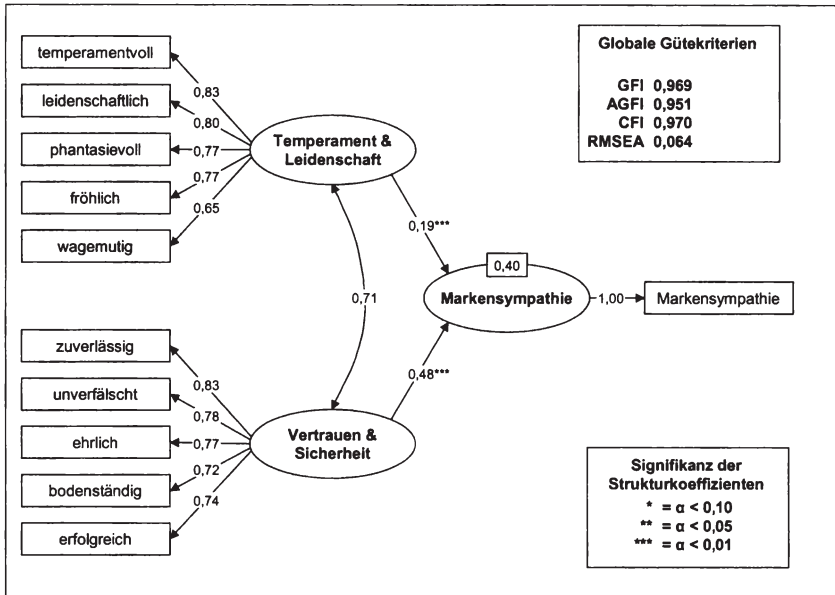 temperamentvoll
0,83
leidenschaftlich
0,80
phantasievoll
0,77
fröhlich
0,77
wagemutig
0,65
Temperament &
Leidenschaft
Globale Gütekriterien
GFI 0,969
AGFI 0,951
CFI 0,970
RMSEA 0,064
0,19***
0,71
0,40
Markensympathie
1,00
Markensympathie
0,48***
zuverlässig
0,83
unverfälscht
0,78
ehrlich
0,77
bodenständig
0,72
erfolgreich
0,74
Vertrauen &
Sicherheit
Signifikanz der
Strukturkoeffizienten
* = α < 0,10
** = α < 0,05
*** = α < 0,01